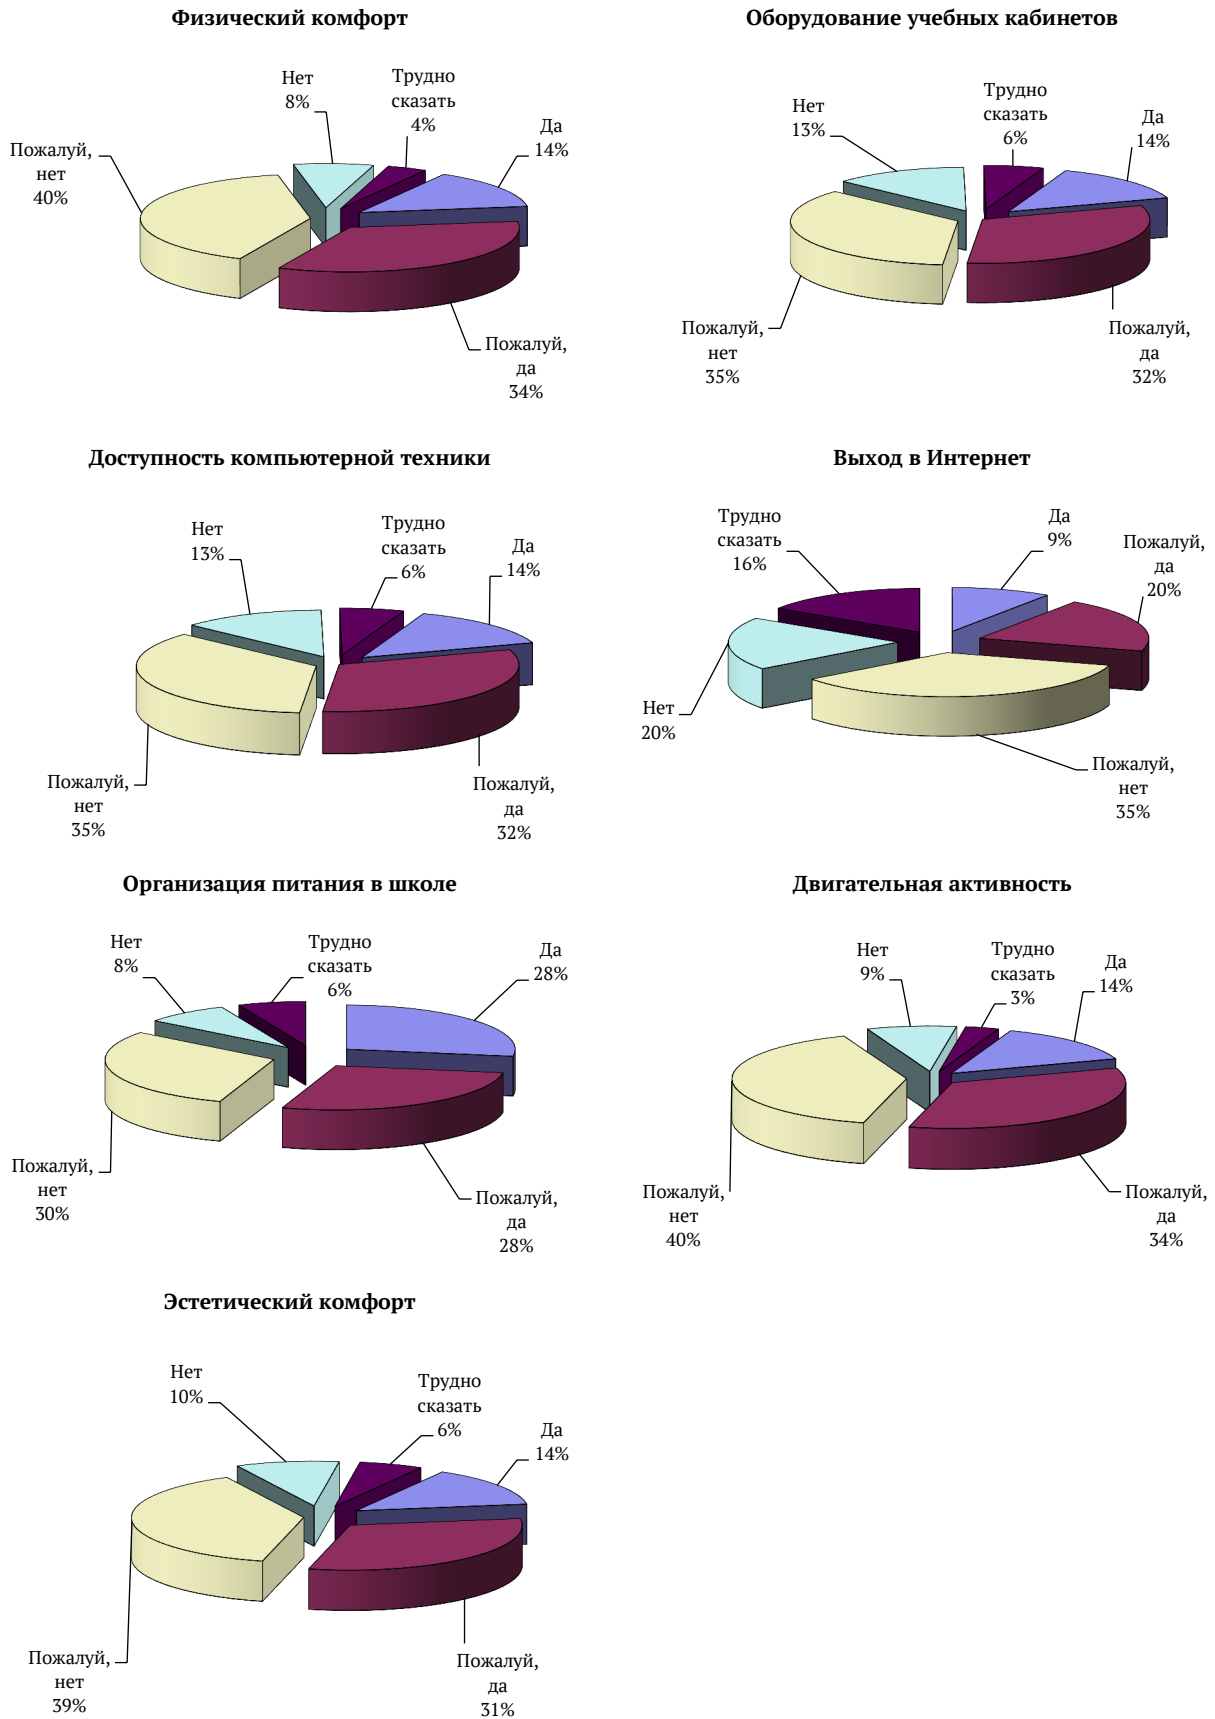 Физический комфорт
Нет
8%
Трудно
сказать
4%
Да
14%
Пожалуй,
нет
40%
Пожалуй,
да
34%
Оборудование учебных кабинетов
Нет
13%
Трудно
сказать
6%
Да
14%
Пожалуй,
нет
35%
Пожалуй,
да
32%
Доступность компьютерной техники
Нет
13%
Трудно
сказать
6%
Да
14%
Пожалуй,
нет
35%
Пожалуй,
да
32%
Выход в Интернет
Трудно
сказать
16%
Да
9%
Пожалуй,
да
20%
Нет
20%
Пожалуй,
нет
35%
Организация питания в школе
Нет
8%
Трудно
сказать
6%
Да
28%
Пожалуй,
нет
30%
Пожалуй,
да
28%
Двигательная активность
Нет
9%
Трудно
сказать
3%
Да
14%
Пожалуй,
нет
40%
Пожалуй,
да
34%
Эстетический комфорт
Нет
10%
Трудно
сказать
6%
Да
14%
Пожалуй,
нет
39%
Пожалуй,
да
31%